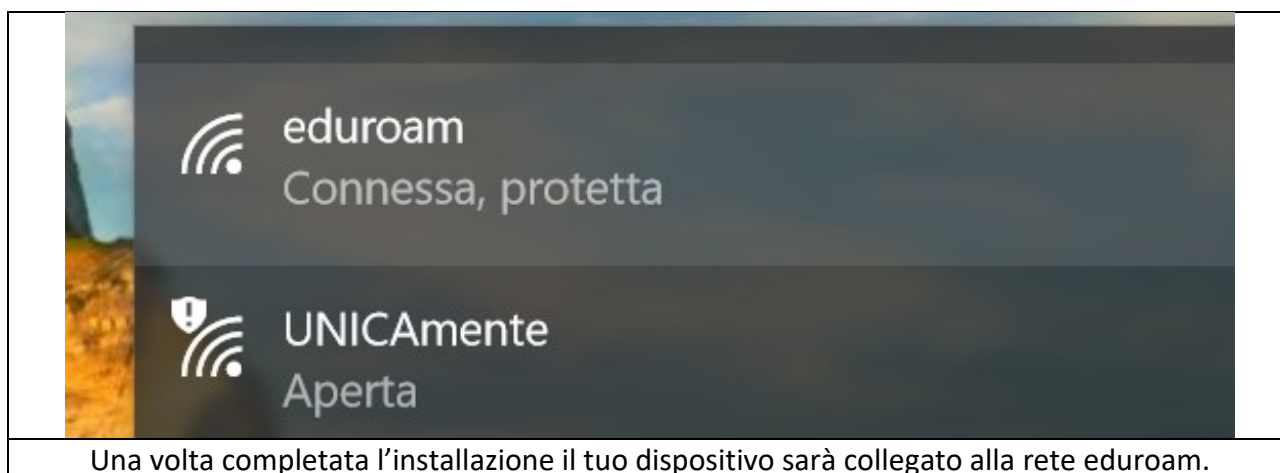 eduroam
Connessa, protetta
UNICAmente
Aperta
Una volta completata l’installazione il tuo dispositivo sarà collegato alla rete eduroam.